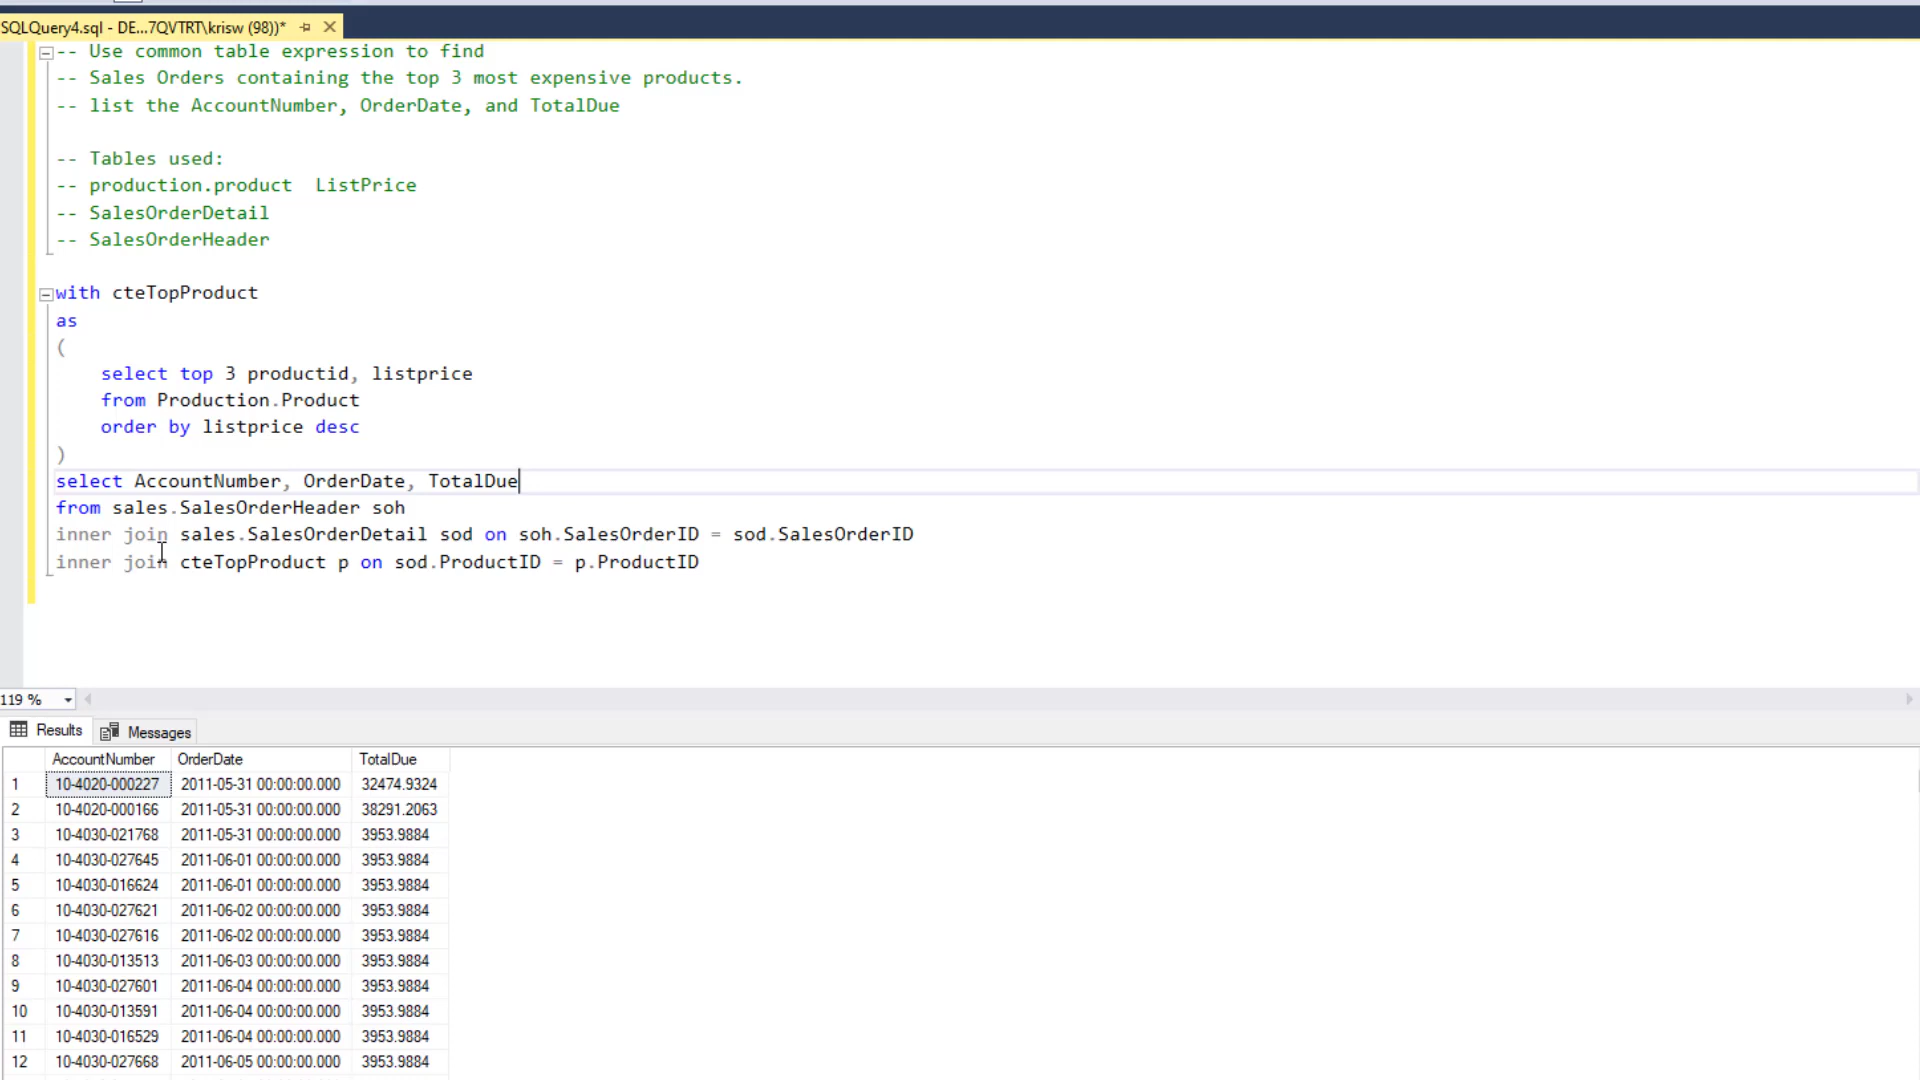 SQLQuery4.sql - DE...7QVTRT\krisw (98))*
-- Use common table expression to find
-- Sales Orders containing the top 3 most expensive products.
-- list the AccountNumber, OrderDate, and TotalDue
-- Tables used:
-- production.product  ListPrice
-- SalesOrderDetail
-- SalesOrderHeader
with cteTopProduct
as
(
select top 3 productid, listprice
from Production.Product
order by listprice desc
)
select AccountNumber, OrderDate, TotalDue
from sales.SalesOrderHeader soh
inner join sales.SalesOrderDetail sod on soh.SalesOrderID = sod.SalesOrderID
inner join cteTopProduct p on sod.ProductID = p.ProductID
119 %
Results Messages
AccountNumber OrderDate TotalDue
1 10-4020-000227 2011-05-31 00:00:00.000 32474.9324
2 10-4020-000166 2011-05-31 00:00:00.000 38291.2063
3 10-4030-021768 2011-05-31 00:00:00.000 3953.9884
4 10-4030-027645 2011-06-01 00:00:00.000 3953.9884
5 10-4030-016624 2011-06-01 00:00:00.000 3953.9884
6 10-4030-027621 2011-06-02 00:00:00.000 3953.9884
7 10-4030-027616 2011-06-02 00:00:00.000 3953.9884
8 10-4030-013513 2011-06-03 00:00:00.000 3953.9884
9 10-4030-027601 2011-06-04 00:00:00.000 3953.9884
10 10-4030-013591 2011-06-04 00:00:00.000 3953.9884
11 10-4030-016529 2011-06-04 00:00:00.000 3953.9884
12 10-4030-027668 2011-06-05 00:00:00.000 3953.9884